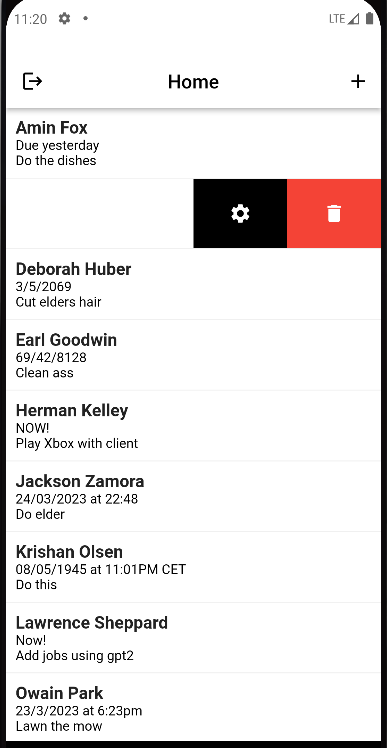 11:20
LTE
Home
Amin Fox
Due yesterday
Do the dishes
Deborah Huber
3/5/2069
Cut elders hair
Earl Goodwin
69/42/8128
Clean ass
Herman Kelley
NOW!
Play Xbox with client
Jackson Zamora
24/03/2023 at 22:48
Do elder
Krishan Olsen
08/05/1945 at 11:01PM CET
Do this
Lawrence Sheppard
Now!
Add jobs using gpt2
Owain Park
23/3/2023 at 6:23pm
Lawn the mow